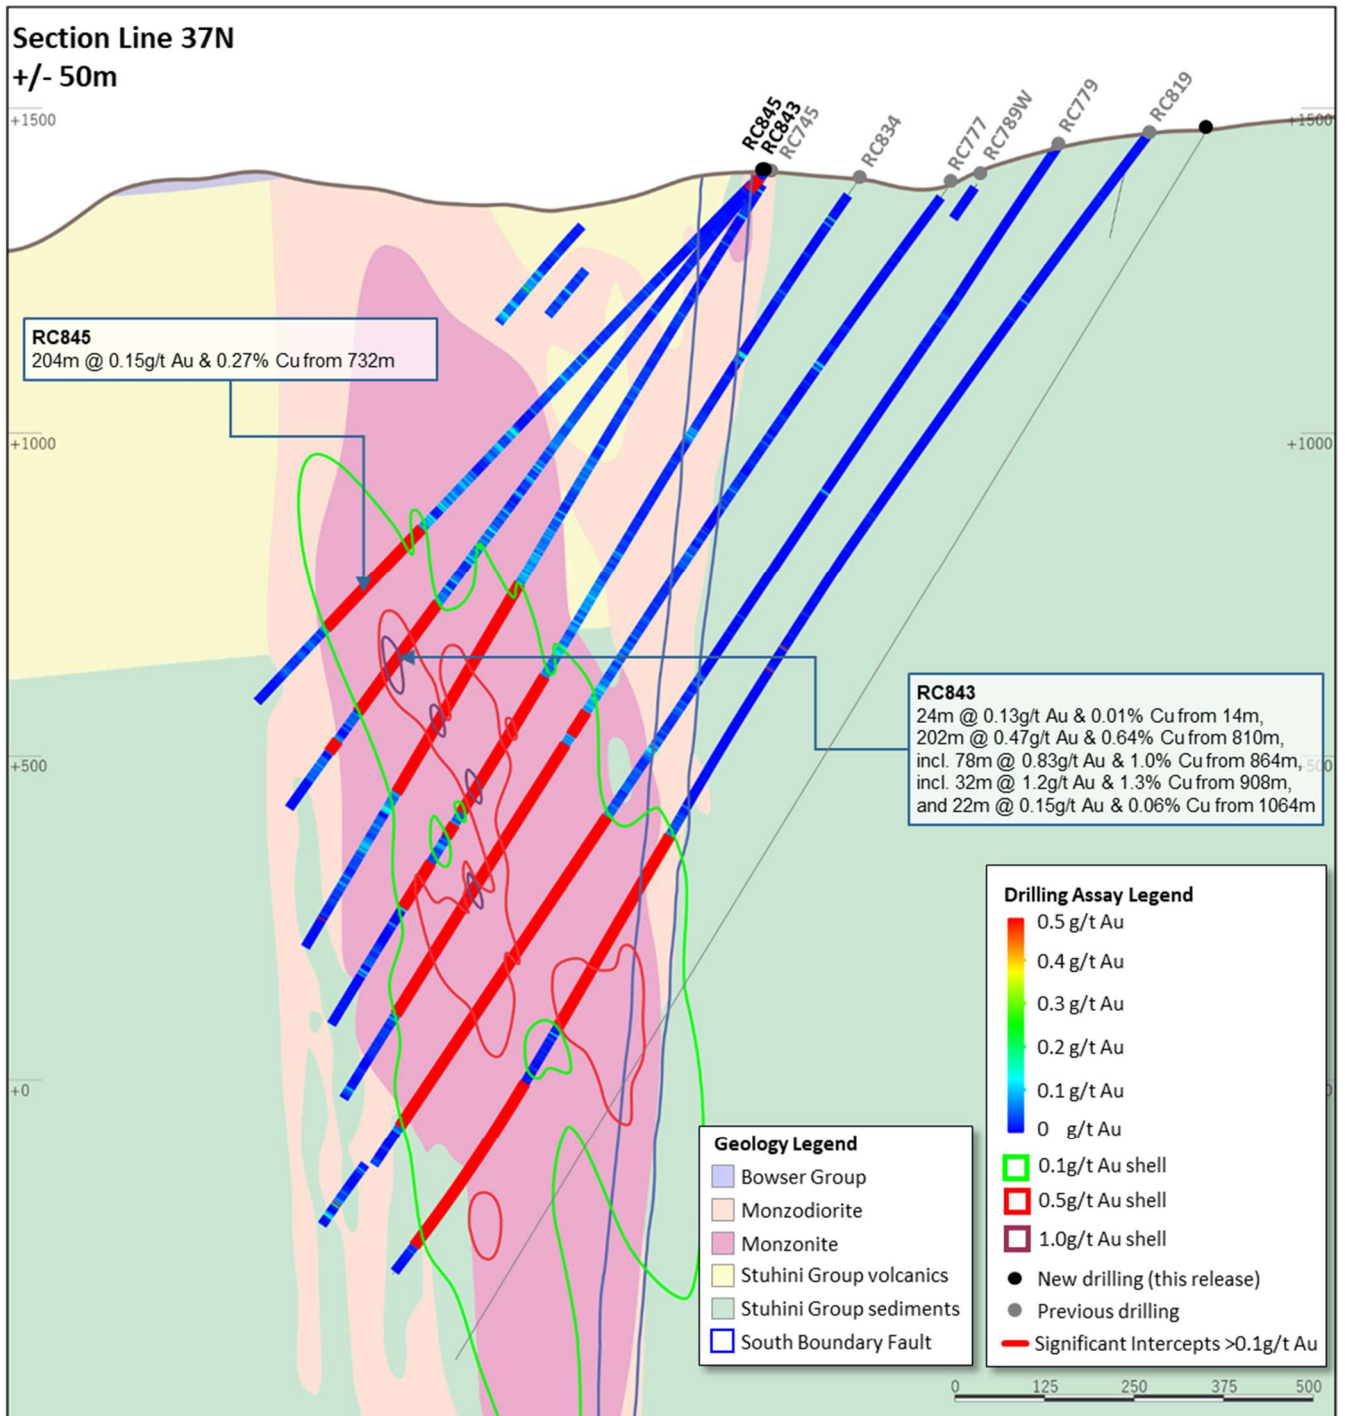 Section Line 37N
+/- 50m
+1500
+1500
RC845
RC843
RC745
RC834
RC777
RC789W
RC779
RC819
RC845
204m @ 0.15g/t Au & 0.27% Cu from 732m
+1000
+1000
RC843
24m @ 0.13g/t Au & 0.01% Cu from 14m,
202m @ 0.47g/t Au & 0.64% Cu from 810m,
incl. 78m @ 0.83g/t Au & 1.0% Cu from 864m,
incl. 32m @ 1.2g/t Au & 1.3% Cu from 908m,
and 22m @ 0.15g/t Au & 0.06% Cu from 1064m
+500
+500
+0
Drilling Assay Legend
0.5 g/t Au
0.4 g/t Au
0.3 g/t Au
0.2 g/t Au
0.1 g/t Au
0 g/t Au
0.1g/t Au shell
0.5g/t Au shell
1.0g/t Au shell
New drilling (this release)
Previous drilling
Significant Intercepts >0.1g/t Au
Geology Legend
Bowser Group
Monzodiorite
Monzonite
Stuhini Group volcanics
Stuhini Group sediments
South Boundary Fault
0 125 250 375 500